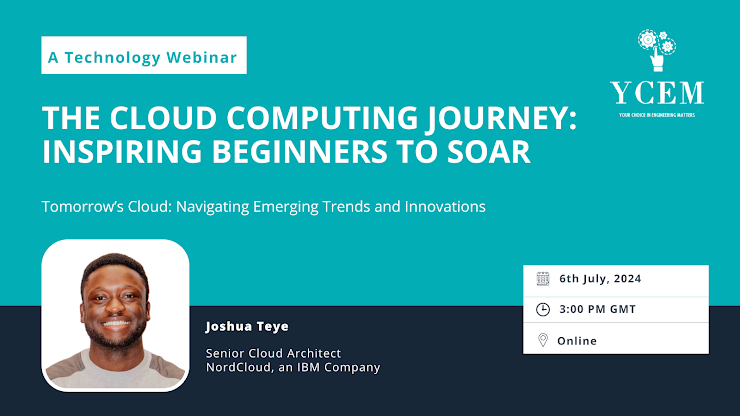 A Technology Webinar
YCEM
YOUR CHOICE IN ENGINEERING MATTERS
THE CLOUD COMPUTING JOURNEY:
INSPIRING BEGINNERS TO SOAR
Tomorrow's Cloud: Navigating Emerging Trends and Innovations
6th July, 2024
3:00 PM GMT
Online
Joshua Teye
Senior Cloud Architect
NordCloud, an IBM Company